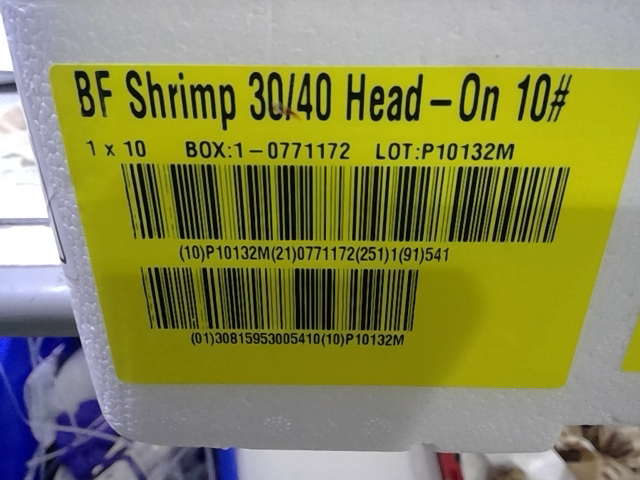 BF Shrimp 30/40 Head-On 10#
1 x 10 BOX:1-0771172 LOT:P10132M
(10)P10132M(21)0771172(251)1(91)541
(01)30815953005410(10)P10132M